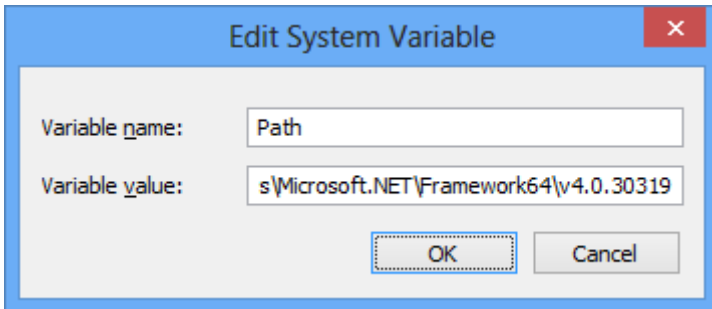 Edit System Variable
Variable name: Path
Variable value: s\Microsoft.NET\Framework64\v4.0.30319
OK Cancel